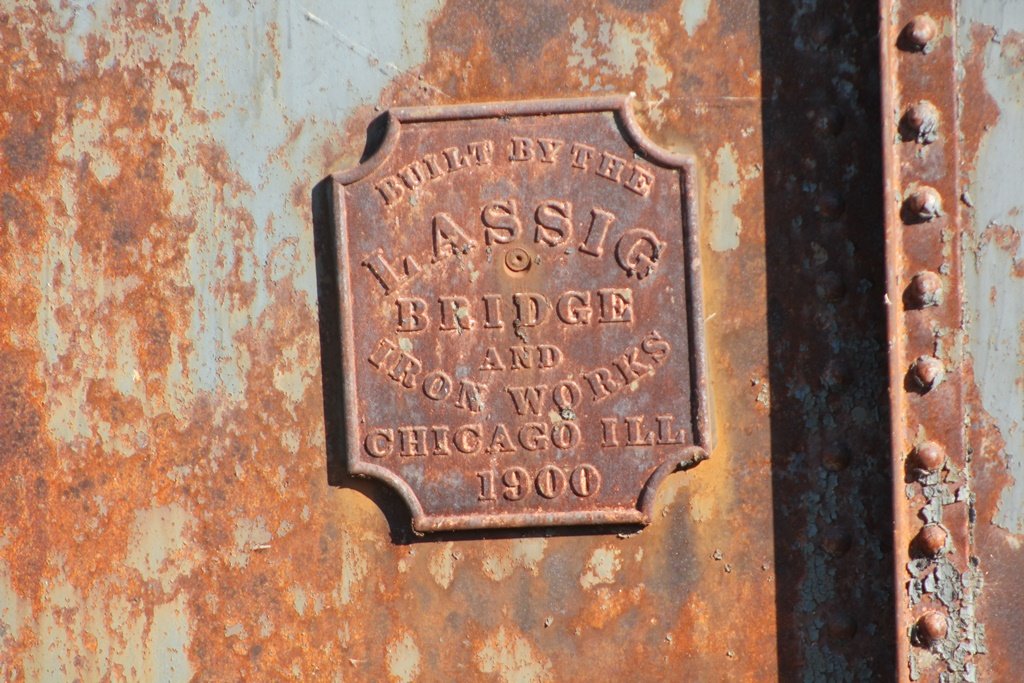 BUILT BY THE
LASSIG
BRIDGE
AND
IRON WORKS
CHICAGO ILL
1900